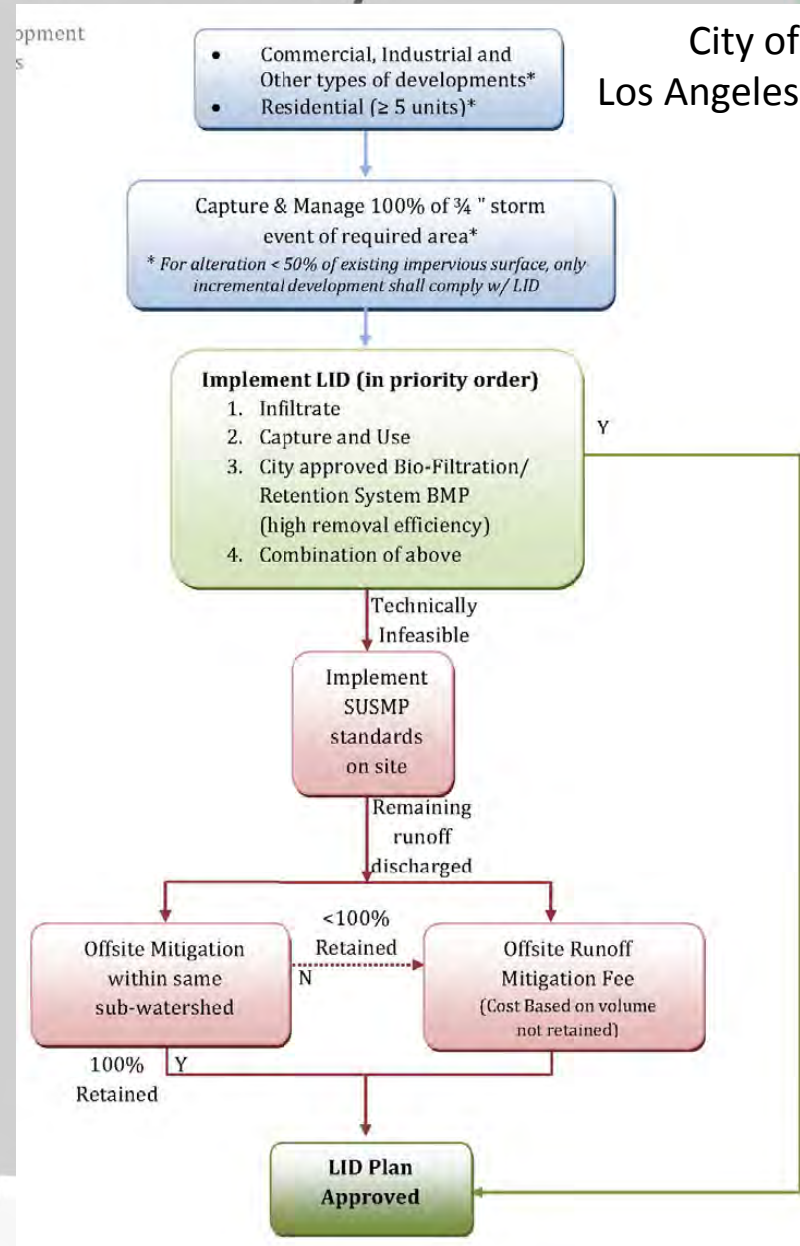 City of
Los Angeles
• Commercial, Industrial and
Other types of developments*
• Residential (≥ 5 units)*
Capture & Manage 100% of ¾ " storm
event of required area*
* For alteration < 50% of existing impervious surface, only
incremental development shall comply w/ LID
Implement LID (in priority order)
1. Infiltrate
2. Capture and Use
3. City approved Bio-Filtration/
Retention System BMP
(high removal efficiency)
4. Combination of above
Y
Technically
Infeasible
Implement
SUSMP
standards
on site
Remaining
runoff
discharged
Offsite Mitigation
within same
sub-watershed
<100%
Retained
N
Offsite Runoff
Mitigation Fee
(Cost Based on volume
not retained)
100%
Retained
Y
LID Plan
Approved